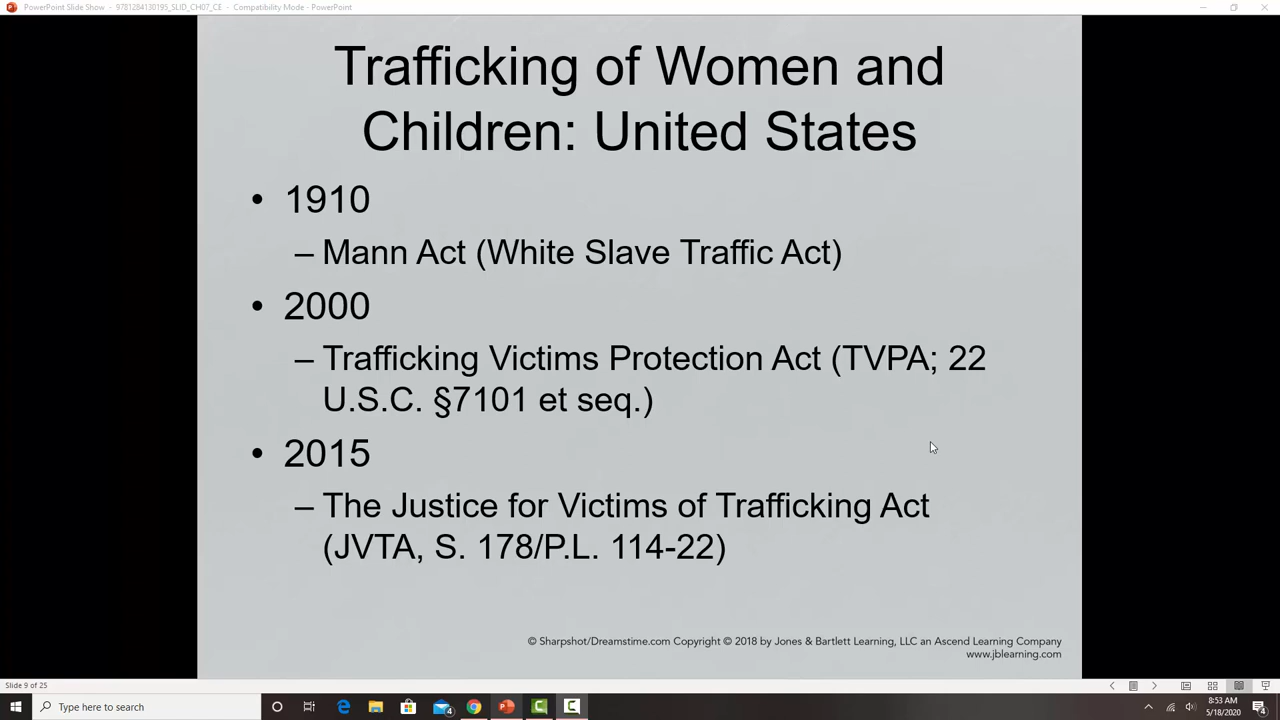 PowerPoint Slide Show - 9781284130195_SLID_CH07_CE - Compatibility Mode - PowerPoint
Trafficking of Women and
Children: United States
• 1910
– Mann Act (White Slave Traffic Act)
• 2000
– Trafficking Victims Protection Act (TVPA; 22
U.S.C. §7101 et seq.)
• 2015
– The Justice for Victims of Trafficking Act
(JVTA, S. 178/P.L. 114-22)
© Sharpshot/Dreamstime.com Copyright © 2018 by Jones & Bartlett Learning, LLC an Ascend Learning Company
www.jblearning.com
Slide 9 of 25
Type here to search
4
8:53 AM
5/18/2020
4